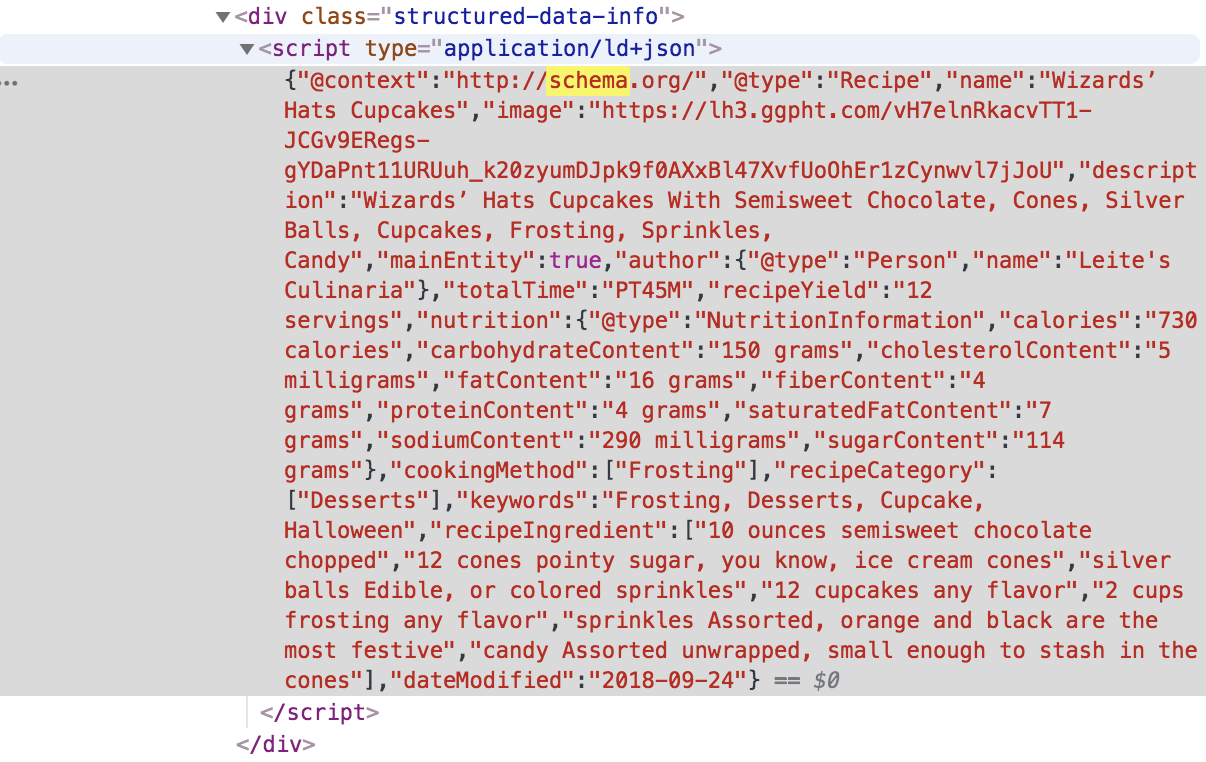 ▼<div class="structured-data-info">
▼<script type="application/ld+json">
… {"@context":"http://schema.org/","@type":"Recipe","name":"Wizards’
Hats Cupcakes","image":"https://lh3.ggpht.com/vH7elnRkacvTT1-
JCGv9ERegs-
gYDaPnt11URUuh_k20zyumDJpk9f0AXxBl47XvfUoOhEr1zCynwvl7jJoU","descript
ion":"Wizards’ Hats Cupcakes With Semisweet Chocolate, Cones, Silver
Balls, Cupcakes, Frosting, Sprinkles,
Candy","mainEntity":true,"author":{"@type":"Person","name":"Leite's
Culinaria"},"totalTime":"PT45M","recipeYield":"12
servings","nutrition":{"@type":"NutritionInformation","calories":"730
calories","carbohydrateContent":"150 grams","cholesterolContent":"5
milligrams","fatContent":"16 grams","fiberContent":"4
grams","proteinContent":"4 grams","saturatedFatContent":"7
grams","sodiumContent":"290 milligrams","sugarContent":"114
grams"},"cookingMethod":["Frosting"],"recipeCategory":
["Desserts"],"keywords":"Frosting, Desserts, Cupcake,
Halloween","recipeIngredient":["10 ounces semisweet chocolate
chopped","12 cones pointy sugar, you know, ice cream cones","silver
balls Edible, or colored sprinkles","12 cupcakes any flavor","2 cups
frosting any flavor","sprinkles Assorted, orange and black are the
most festive","candy Assorted unwrapped, small enough to stash in the
cones"],"dateModified":"2018-09-24"} == $0
</script>
</div>